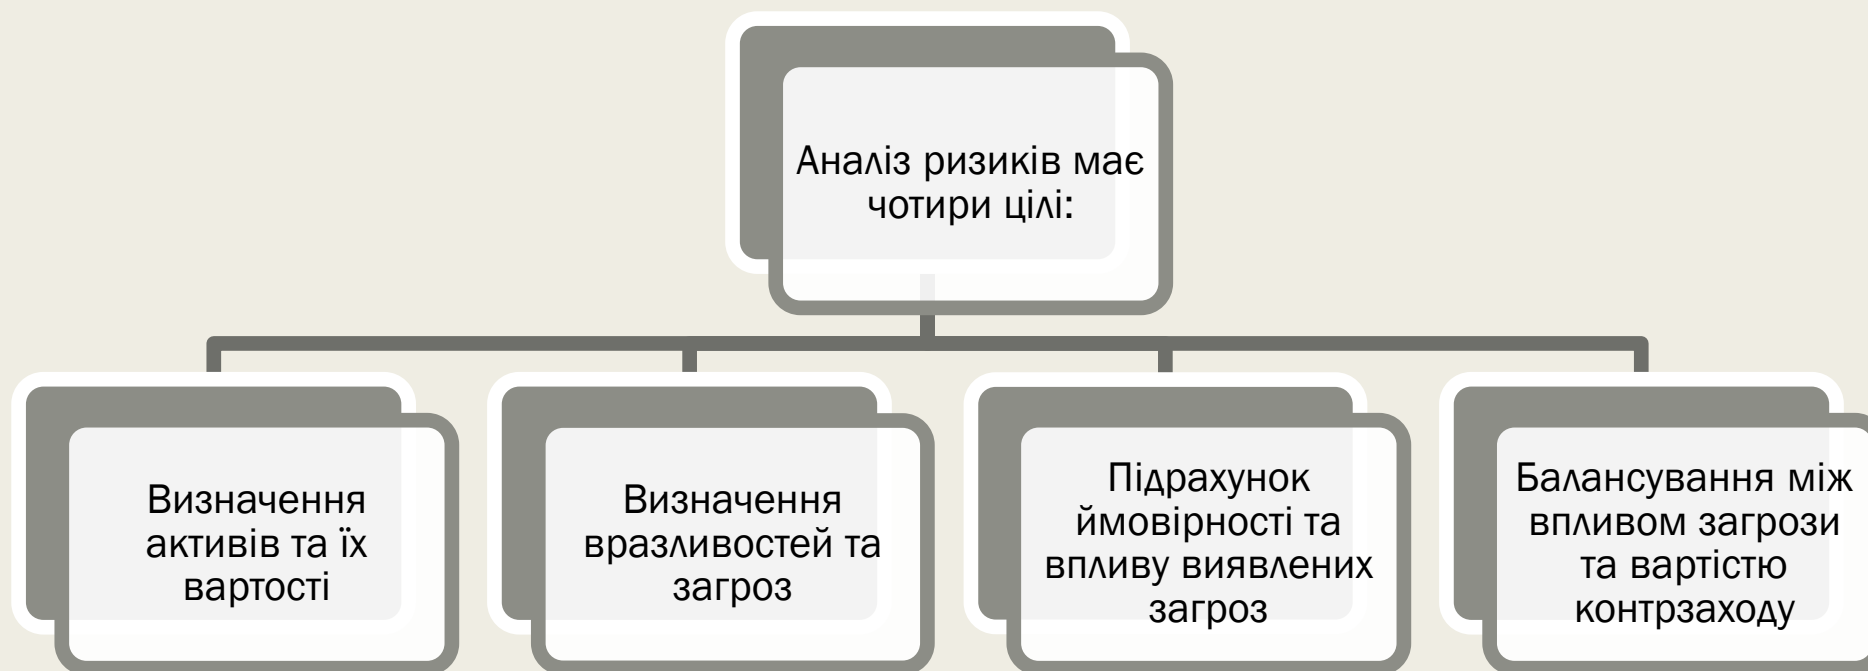 Аналіз ризиків має
чотири цілі:
Визначення
активів та їх
вартості
Визначення
вразливостей та
загроз
Підрахунок
ймовірності та
впливу виявлених
загроз
Балансування між
впливом загрози
та вартістю
контрзаходу